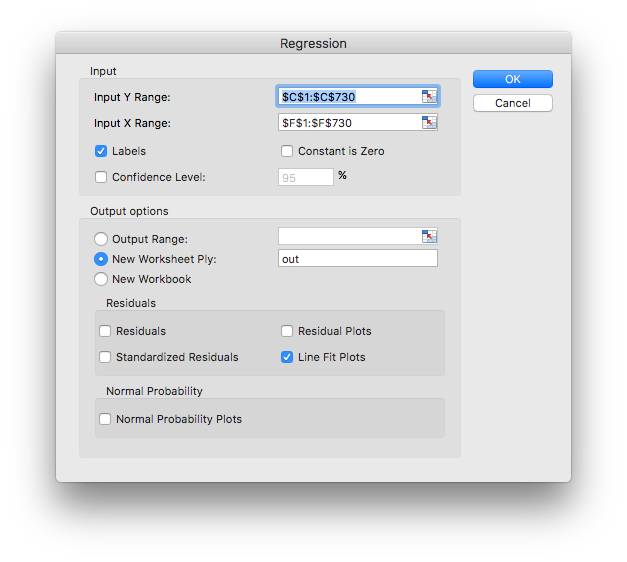 Regression
Input
OK
Input Y Range: $C$1:$C$730
Cancel
Input X Range: $F$1:$F$730
Labels Constant is Zero
Confidence Level: 95 %
Output options
Output Range:
New Worksheet Ply: out
New Workbook
Residuals
Residuals Residual Plots
Standardized Residuals Line Fit Plots
Normal Probability
Normal Probability Plots